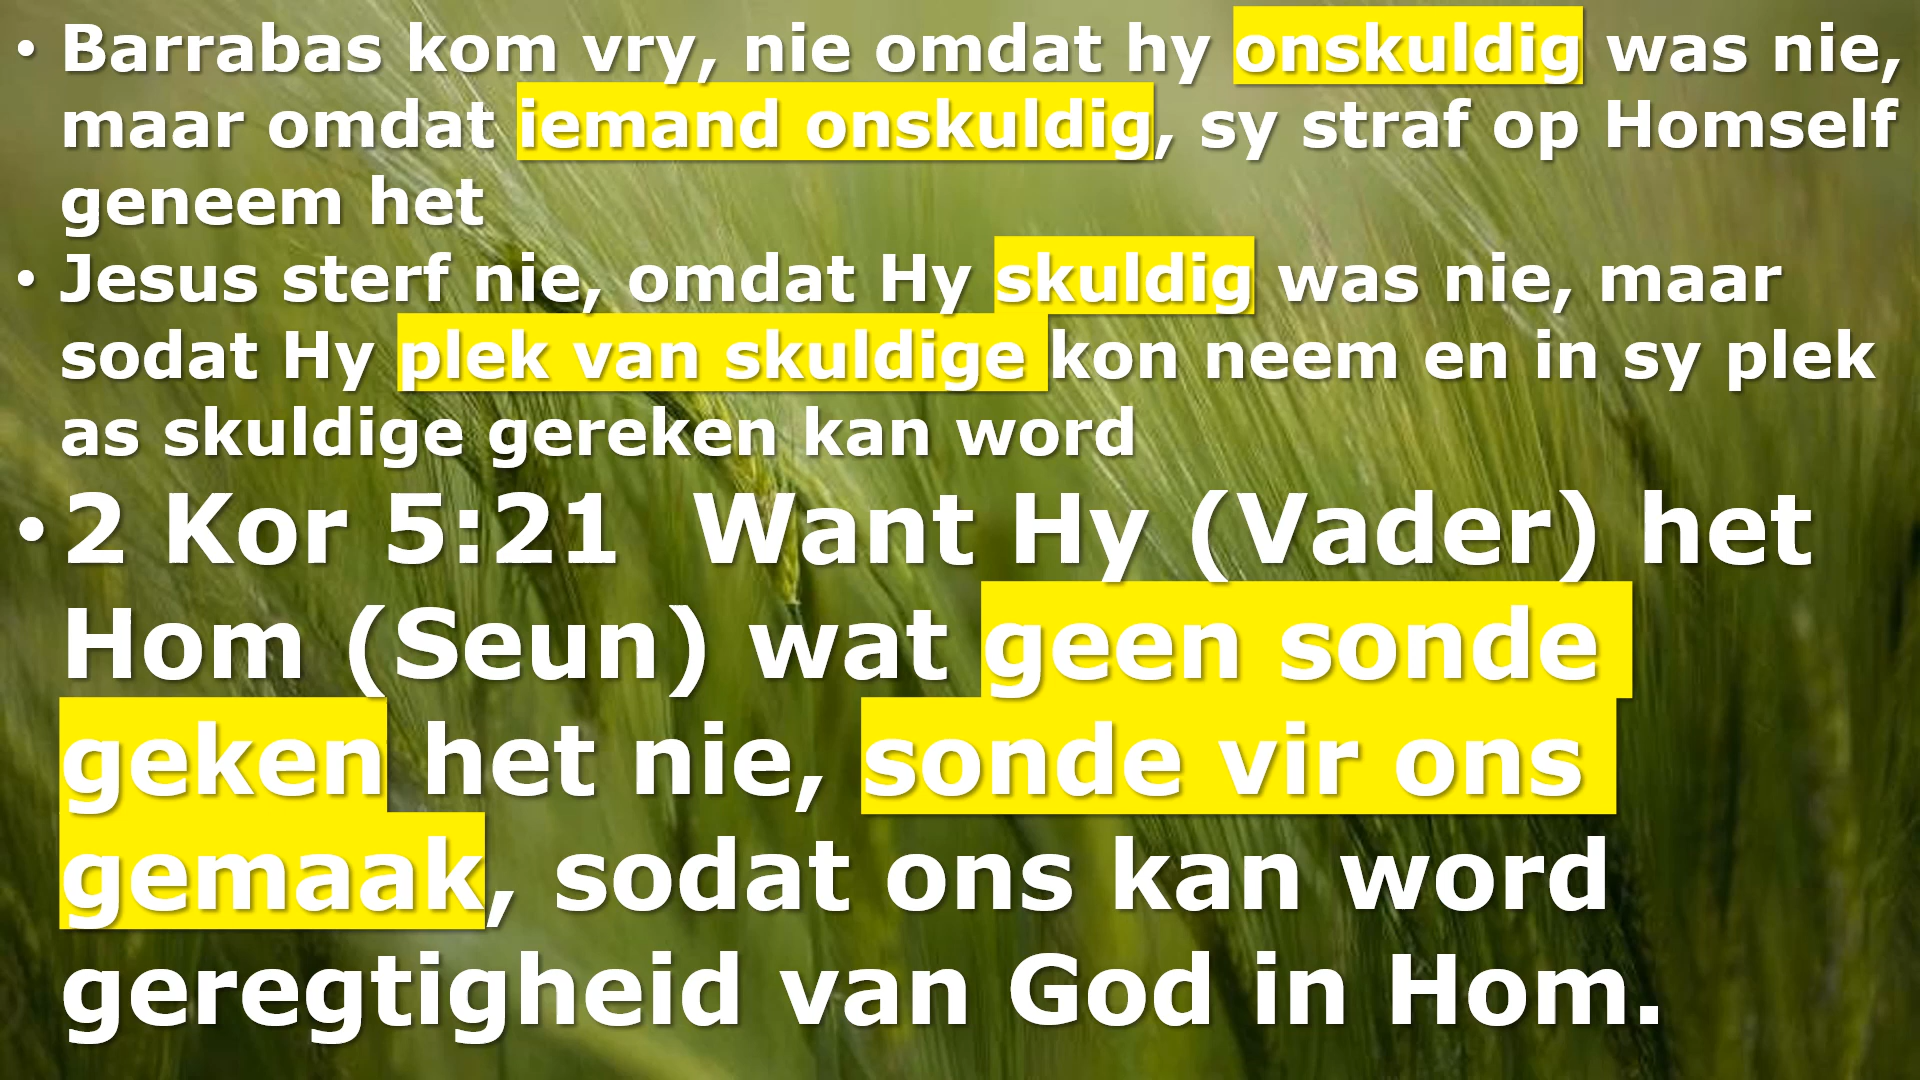 • Barrabas kom vry, nie omdat hy onskuldig was nie,
maar omdat iemand onskuldig, sy straf op Homself
geneem het
• Jesus sterf nie, omdat Hy skuldig was nie, maar
sodat Hy plek van skuldige kon neem en in sy plek
as skuldige gereken kan word
• 2 Kor 5:21  Want Hy (Vader) het
Hom (Seun) wat geen sonde
geken het nie, sonde vir ons
gemaak, sodat ons kan word
geregtigheid van God in Hom.